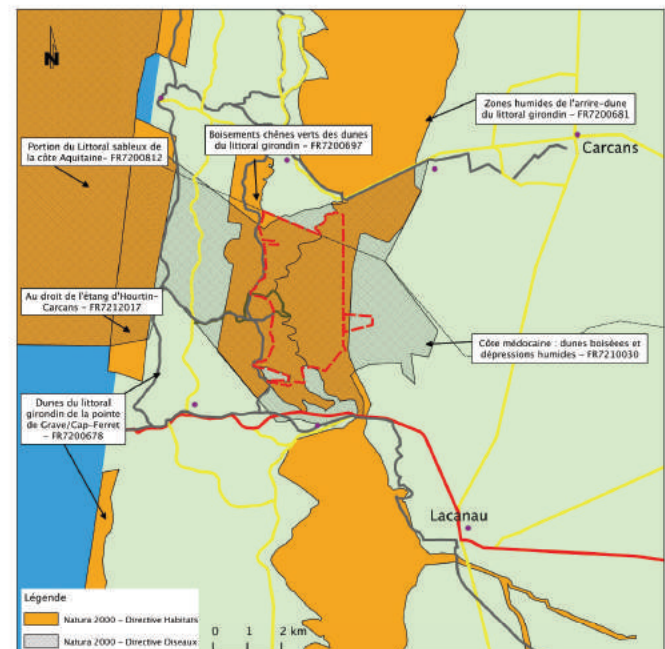 N
Zones humides de l'arrire-dune
du littoral girondin - FR7200681
Boisements chênes verts des dunes
du littoral girondin - FR7200697
Portion du Littoral sableux de
la côte Aquitaine- FR7200812
Carcans
Au droit de l'étang d'Hourtin-
Carcans - FR7212017
Côte médocaine : dunes boisées et
dépressions humides - FR7210030
Dunes du littoral
girondin de la pointe
de Grave/Cap-Ferret
- FR7200678
Lacanau
Légende
Natura 2000 - Directive Habitats
Natura 2000 - Directive Oiseaux
0 1 2 km